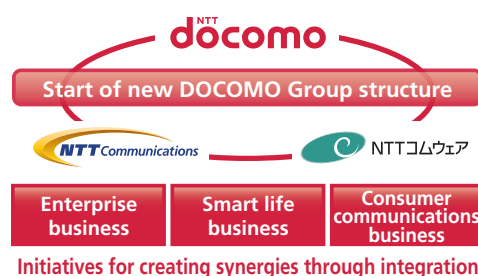 NTT
docomo
Start of new DOCOMO Group structure
NTT Communications
NTTコムウェア
Enterprise
business
Smart life
business
Consumer
communications
business
Initiatives for creating synergies through integration